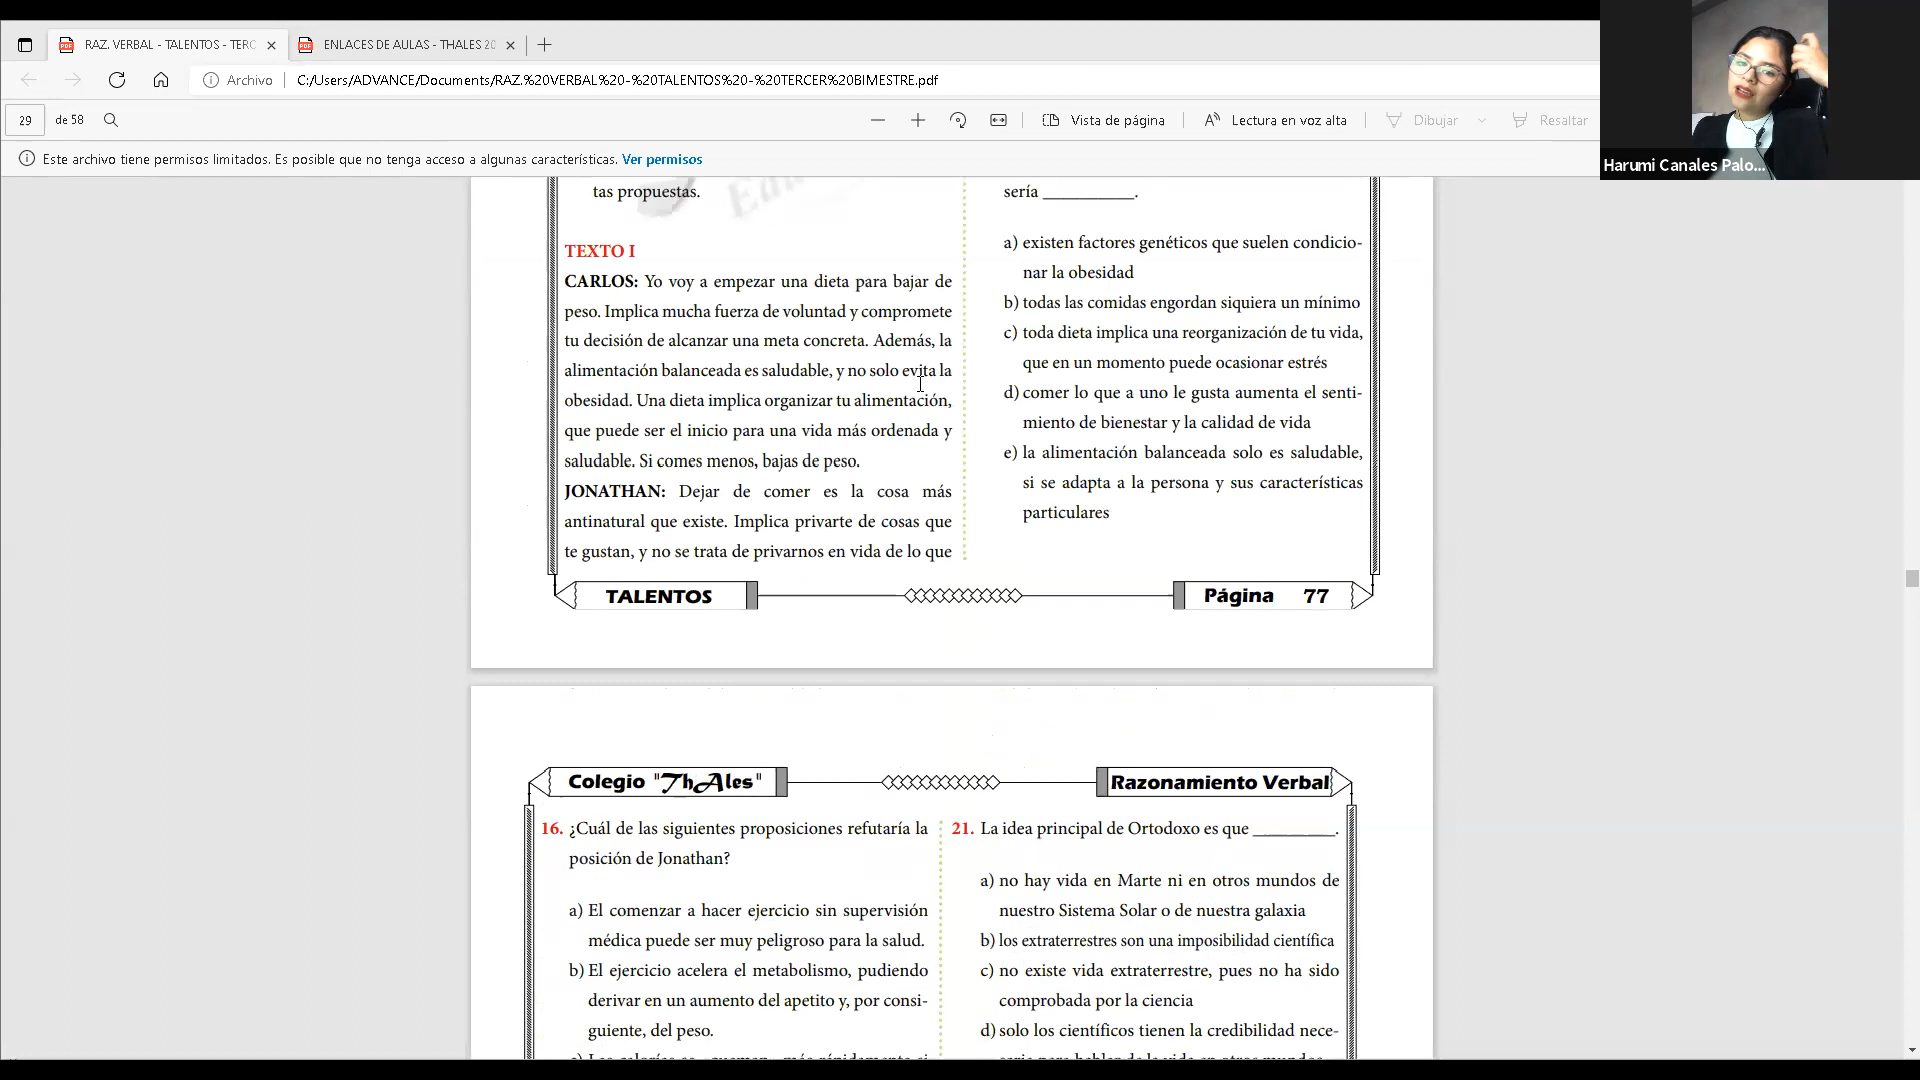 RAZ. VERBAL - TALENTOS - TERC
ENLACES DE AULAS - THALES 20
Archivo
C:/Users/ADVANCE/Documents/RAZ.%20VERBAL%20-%20TALENTOS%20-%20TERCER%20BIMESTRE.pdf
29 de 58
Vista de página
Lectura en voz alta
Dibujar
Resaltar
Este archivo tiene permisos limitados. Es posible que no tenga acceso a algunas características. Ver permisos
Harumi Canales Palo...
tas propuestas.
TEXTO I
CARLOS: Yo voy a empezar una dieta para bajar de
peso. Implica mucha fuerza de voluntad y compromete
tu decisión de alcanzar una meta concreta. Además, la
alimentación balanceada es saludable, y no solo evita la
obesidad. Una dieta implica organizar tu alimentación,
que puede ser el inicio para una vida más ordenada y
saludable. Si comes menos, bajas de peso.
JONATHAN: Dejar de comer es la cosa más
antinatural que existe. Implica privarte de cosas que
te gustan, y no se trata de privarnos en vida de lo que
sería ___________.
a) existen factores genéticos que suelen condicio-
nar la obesidad
b) todas las comidas engordan siquiera un mínimo
c) toda dieta implica una reorganización de tu vida,
que en un momento puede ocasionar estrés
d) comer lo que a uno le gusta aumenta el senti-
miento de bienestar y la calidad de vida
e) la alimentación balanceada solo es saludable,
si se adapta a la persona y sus características
particulares
TALENTOS
Página 77
Colegio "ThAles"
Razonamiento Verbal
16. ¿Cuál de las siguientes proposiciones refutaría la
posición de Jonathan?
a) El comenzar a hacer ejercicio sin supervisión
médica puede ser muy peligroso para la salud.
b) El ejercicio acelera el metabolismo, pudiendo
derivar en un aumento del apetito y, por consi-
guiente, del peso.
21. La idea principal de Ortodoxo es que __________.
a) no hay vida en Marte ni en otros mundos de
nuestro Sistema Solar o de nuestra galaxia
b) los extraterrestres son una imposibilidad científica
c) no existe vida extraterrestre, pues no ha sido
comprobada por la ciencia
d) solo los científicos tienen la credibilidad nece-